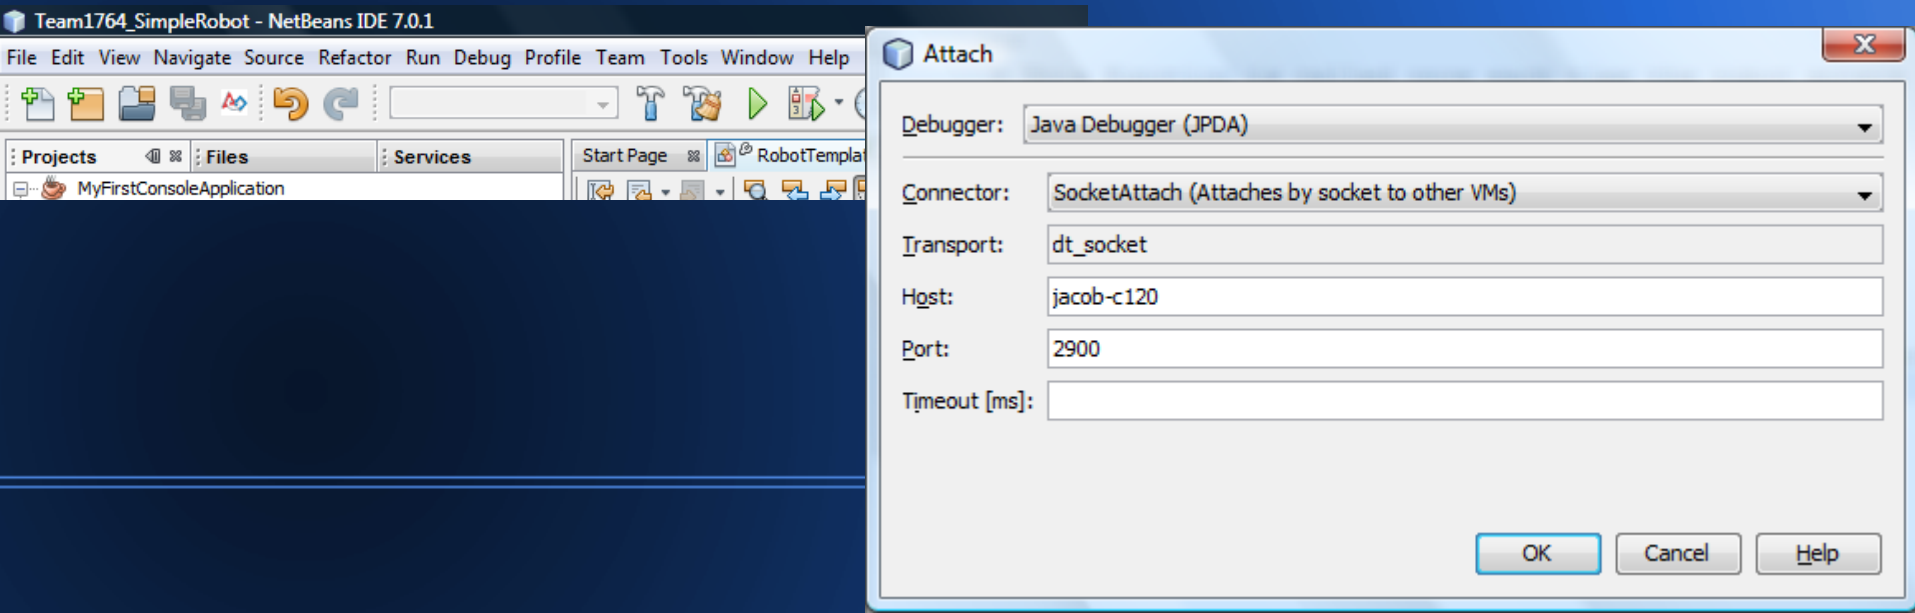 Team1764_SimpleRobot - NetBeans IDE 7.0.1
File Edit View Navigate Source Refactor Run Debug Profile Team Tools Window Help
Projects Files Services
Start Page RobotTemplat
MyFirstConsoleApplication
Attach
Debugger: Java Debugger (JPDA)
Connector: SocketAttach (Attaches by socket to other VMs)
Transport: dt_socket
Host: jacob-c120
Port: 2900
Timeout [ms]:
OK Cancel Help